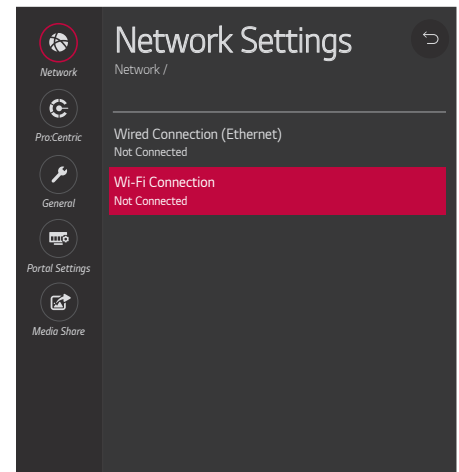 Network
Pro:Centric
General
Portal Settings
Media Share
Network Settings
Network /
Wired Connection (Ethernet)
Not Connected
Wi-Fi Connection
Not Connected